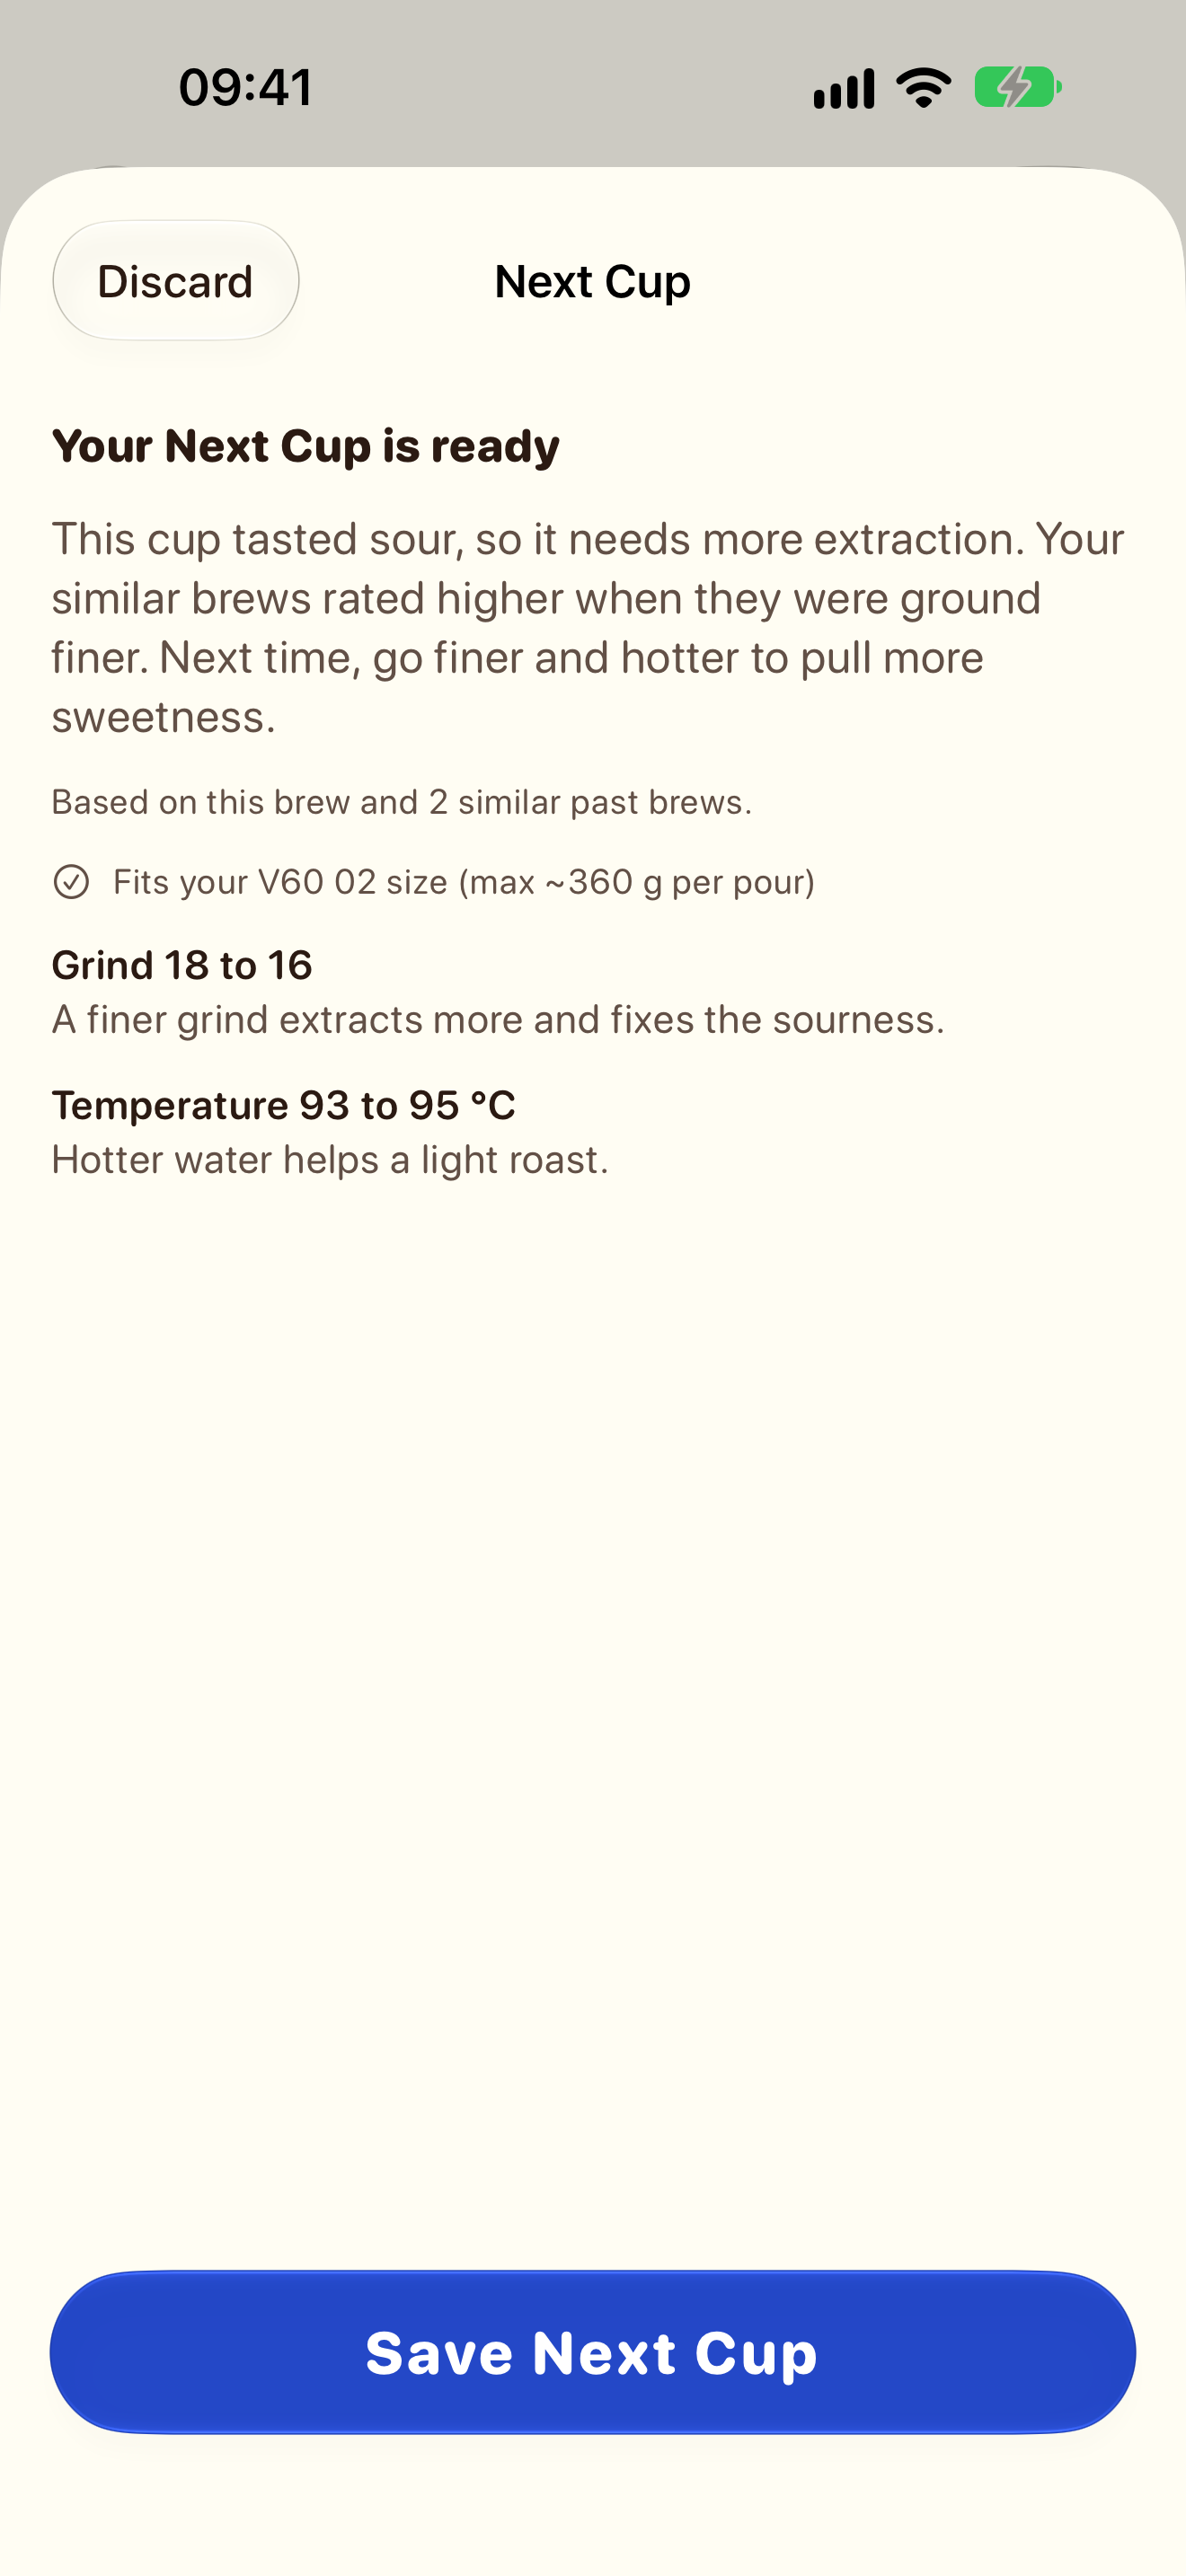 09:41
Discard
Next Cup
Your Next Cup is ready
This cup tasted sour, so it needs more extraction. Your
similar brews rated higher when they were ground
finer. Next time, go finer and hotter to pull more
sweetness.
Based on this brew and 2 similar past brews.
Fits your V60 02 size (max ~360 g per pour)
Grind 18 to 16
A finer grind extracts more and fixes the sourness.
Temperature 93 to 95 °C
Hotter water helps a light roast.
Save Next Cup